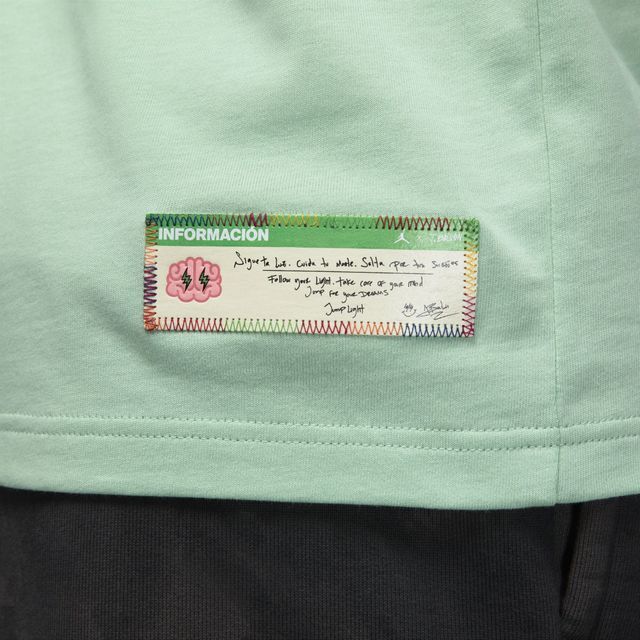 INFORMACIÓN
J. BALVIN
Sigue tu Luz. Cuida tu Mente. Salta por tus Sueños
Follow your Light. take care of your mind
Jump for your DREAMS
Jump Light